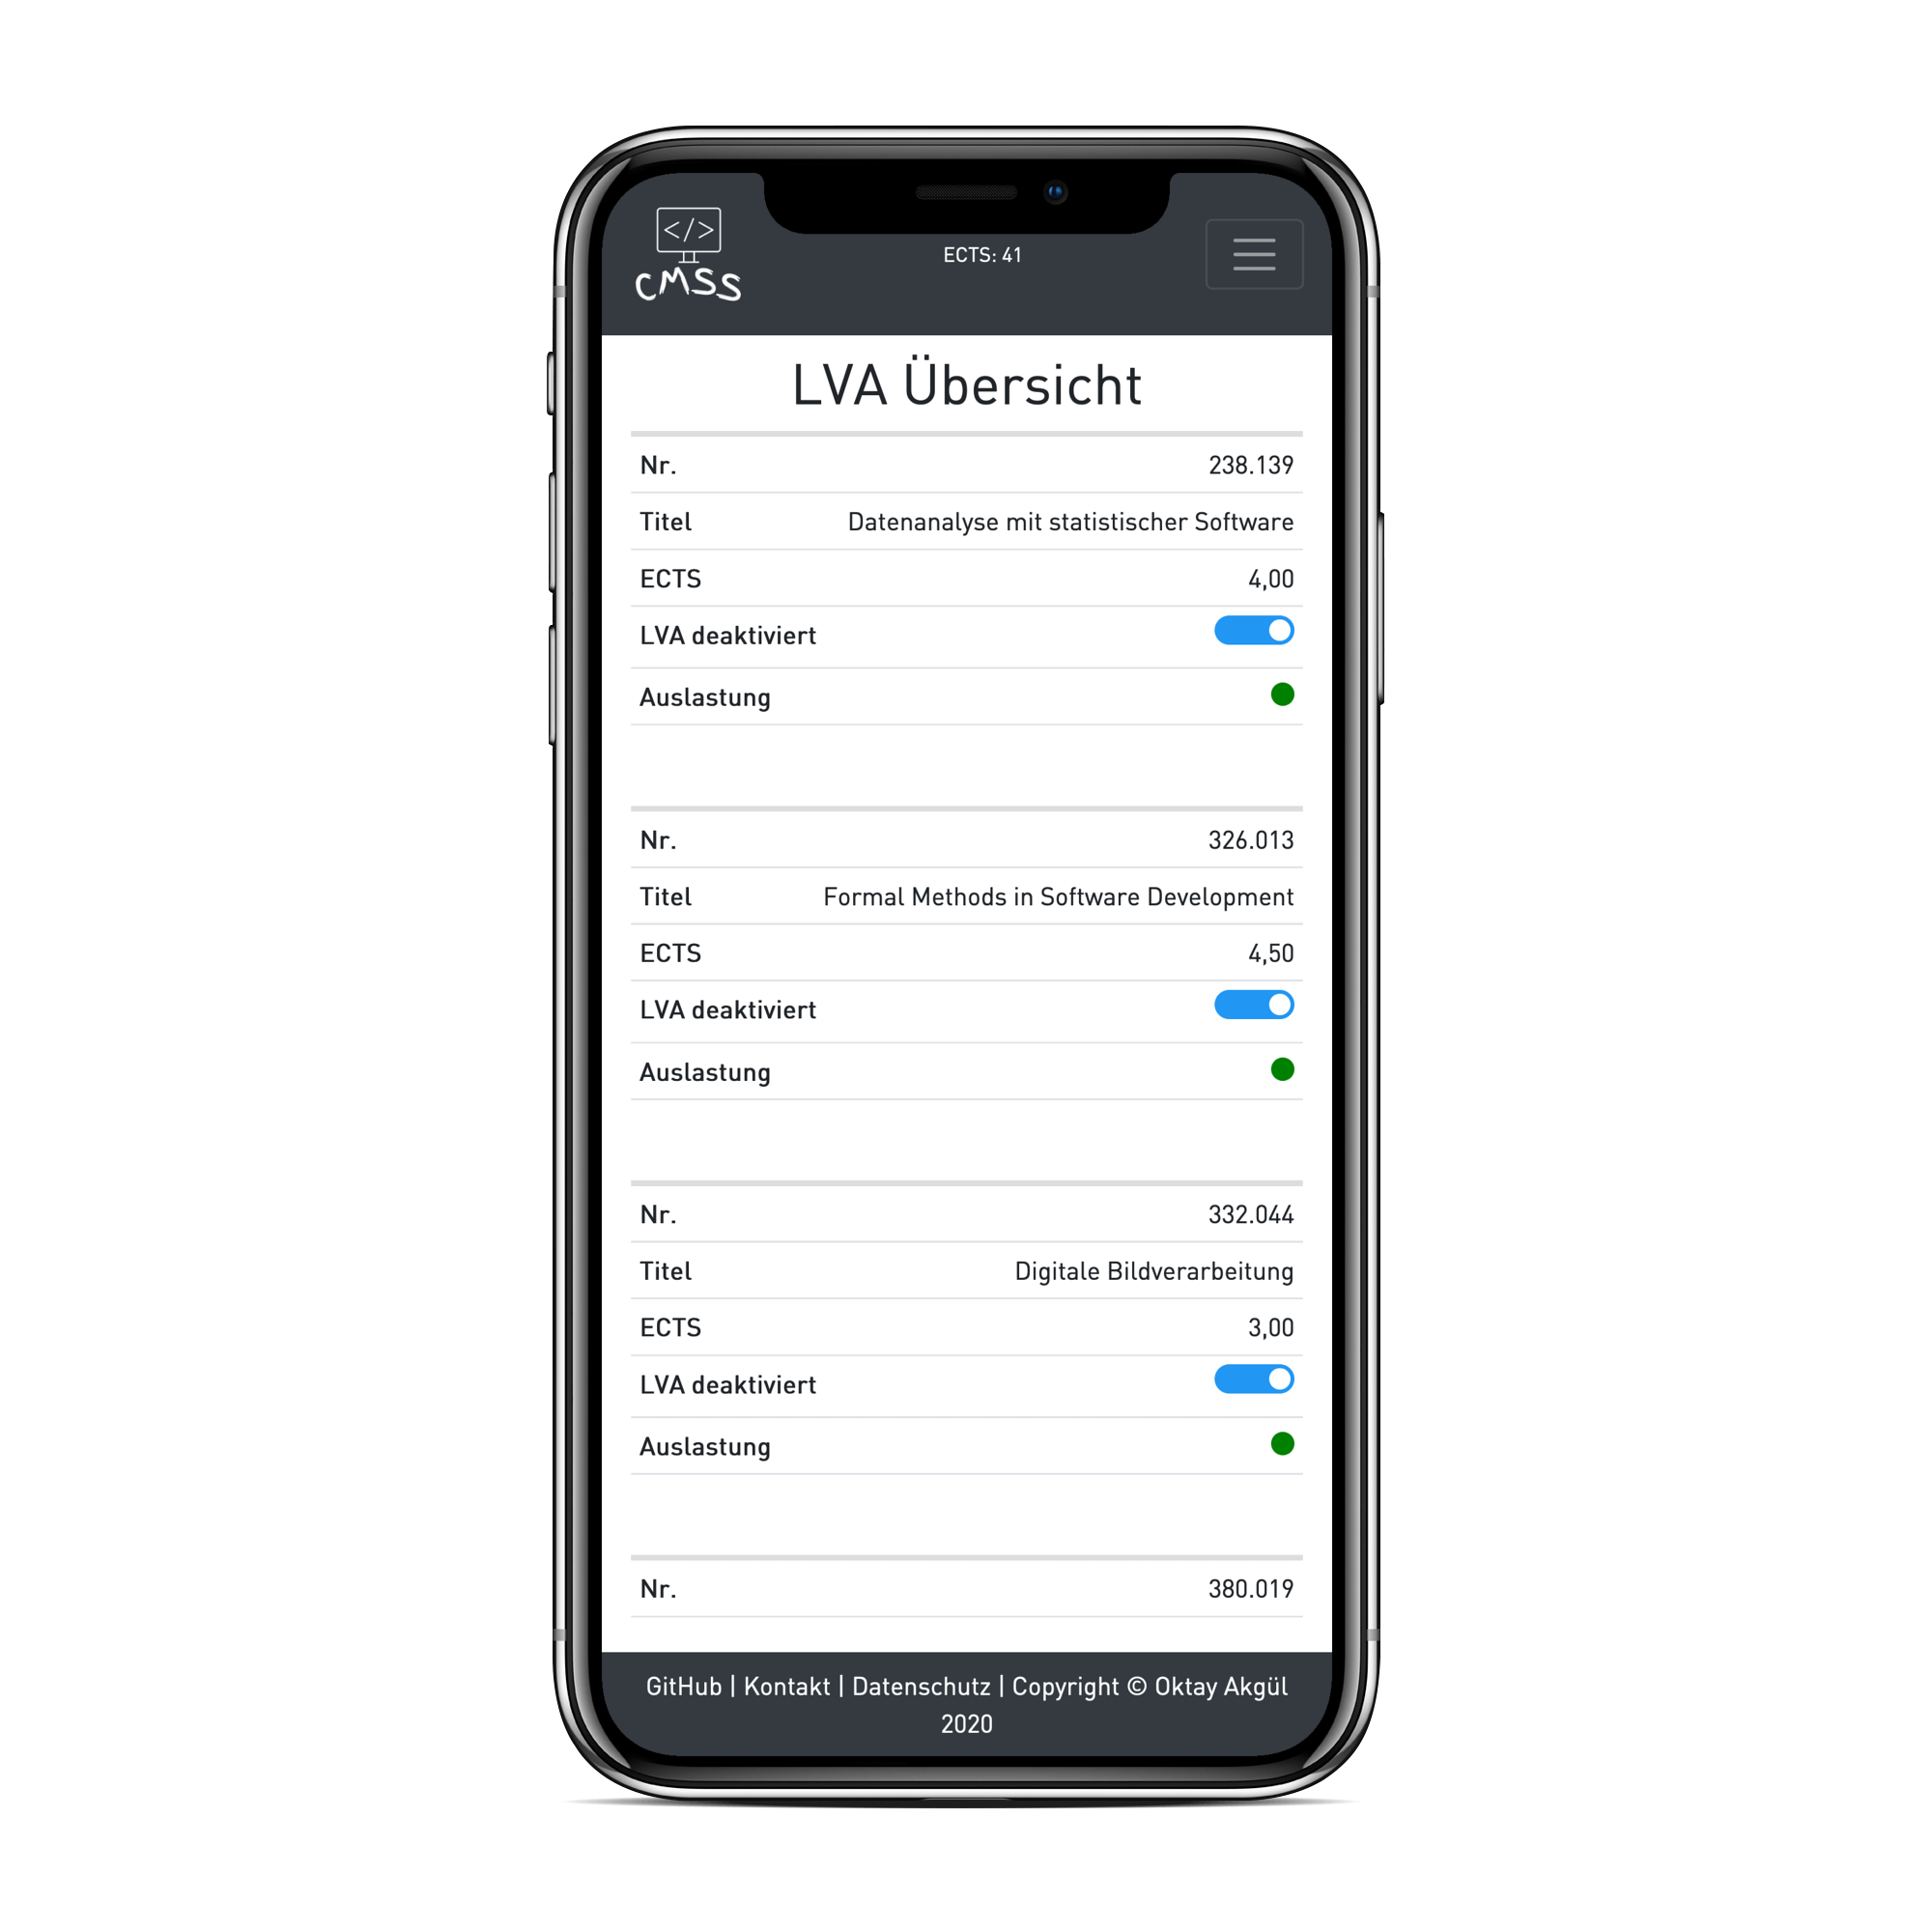 </>
CMSS
ECTS: 41
LVA Übersicht
Nr. 238.139
Titel Datenanalyse mit statistischer Software
ECTS 4,00
LVA deaktiviert
Auslastung
Nr. 326.013
Titel Formal Methods in Software Development
ECTS 4,50
LVA deaktiviert
Auslastung
Nr. 332.044
Titel Digitale Bildverarbeitung
ECTS 3,00
LVA deaktiviert
Auslastung
Nr. 380.019
GitHub | Kontakt | Datenschutz | Copyright © Oktay Akgül
2020